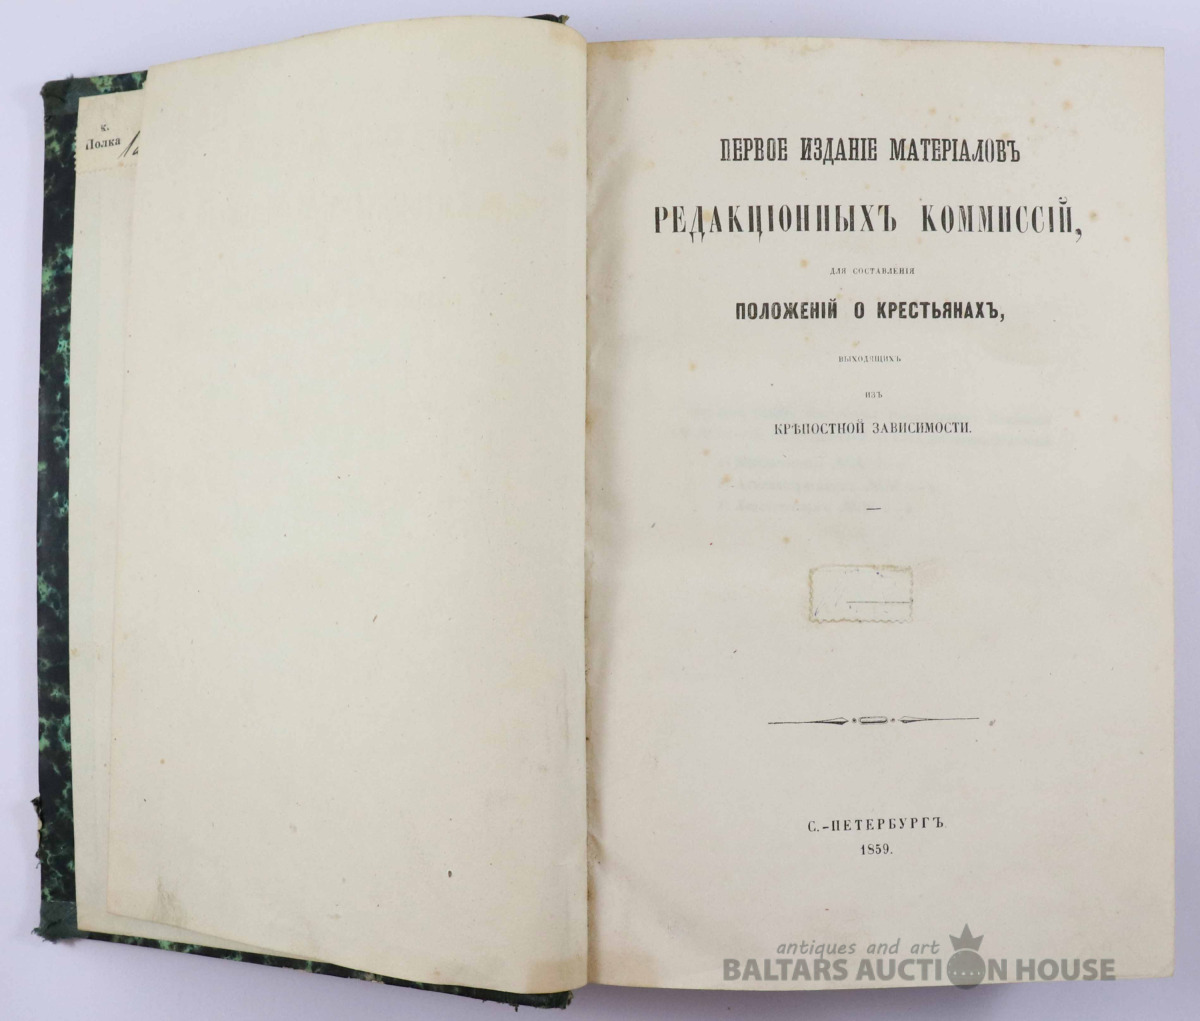 к.
Полка
ПЕРВОЕ ИЗДАНІЕ МАТЕРІАЛОВЪ
РЕДАКЦІОННЫХЪ КОММИССІЙ,
ДЛЯ СОСТАВЛЕНІЯ
ПОЛОЖЕНІЙ О КРЕСТЬЯНАХЪ,
ВЫХОДЯЩИХЪ
ИЗЪ
КРѢПОСТНОЙ ЗАВИСИМОСТИ.
С.-ПЕТЕРБУРГЪ
1859.
antiques and art
BALTARS AUCTION HOUSE